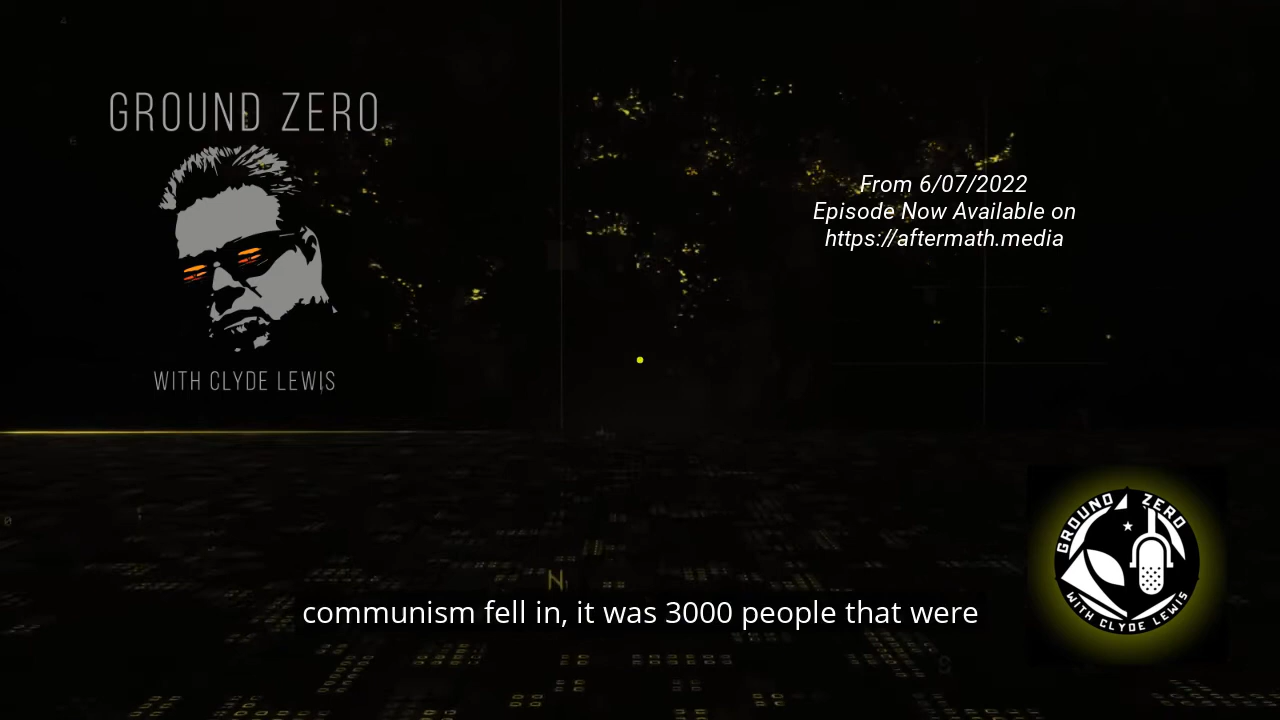 GROUND ZERO
WITH CLYDE LEWIS
From 6/07/2022
Episode Now Available on
https://aftermath.media
GROUND ZERO
WITH CLYDE LEWIS
N
communism fell in, it was 3000 people that were